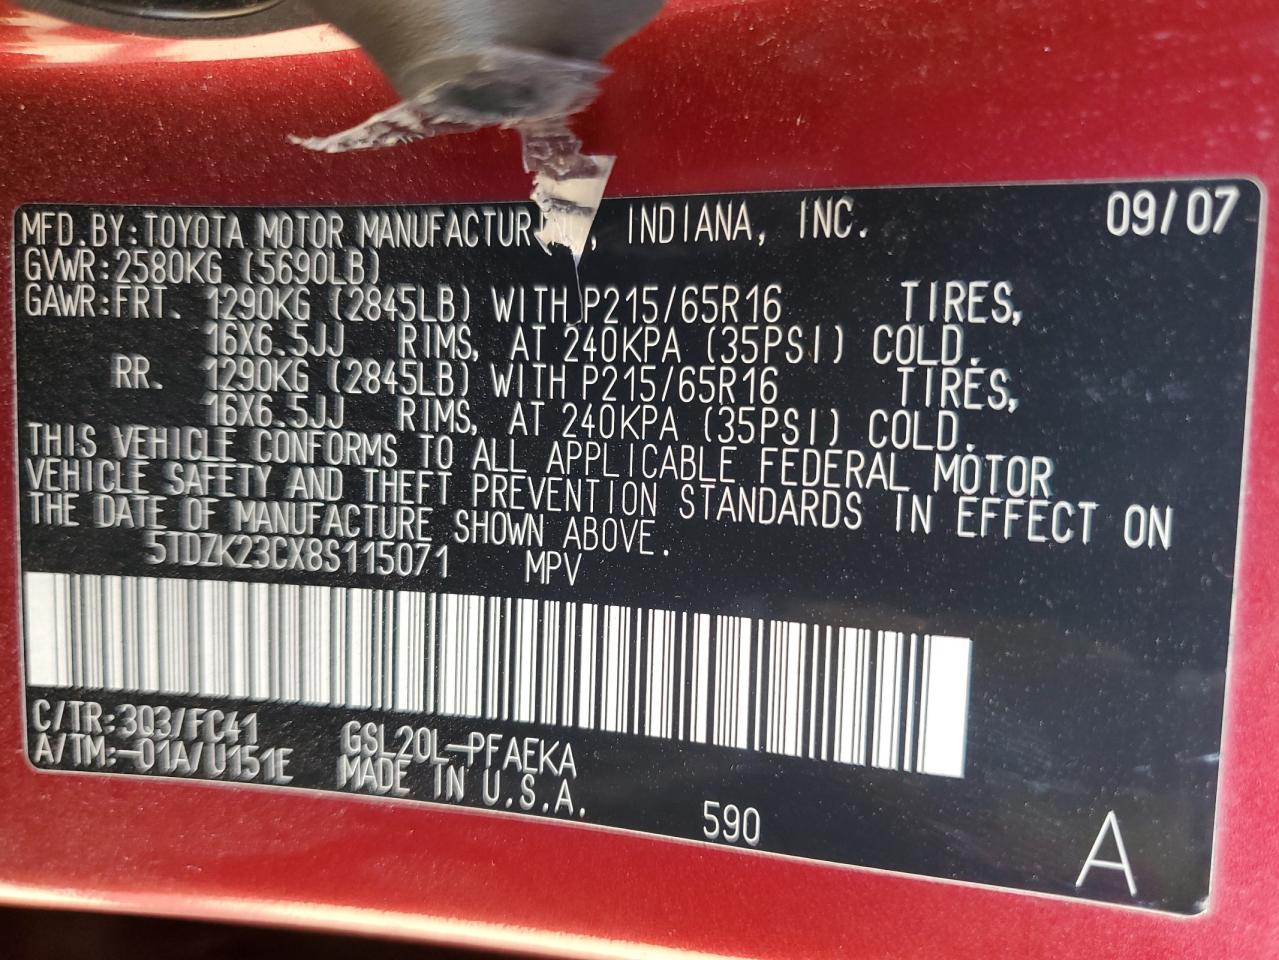 MFD.BY:TOYOTA MOTOR MANUFACTURING, INDIANA, INC. 09/07
GVWR:2580KG (5690LB)
GAWR:FRT. 1290KG (2845LB) WITH P215/65R16 TIRES,
16X6.5JJ RIMS, AT 240KPA (35PSI) COLD.
RR. 1290KG (2845LB) WITH P215/65R16 TIRES,
16X6.5JJ RIMS, AT 240KPA (35PSI) COLD.
THIS VEHICLE CONFORMS TO ALL APPLICABLE FEDERAL MOTOR
VEHICLE SAFETY AND THEFT PREVENTION STANDARDS IN EFFECT ON
THE DATE OF MANUFACTURE SHOWN ABOVE.
5TDZK23CX8S115071 MPV
C/TR:3Q3/FC41 GSL20L-PFAEKA
A/TM:-01A/U151E MADE IN U.S.A.
590
A